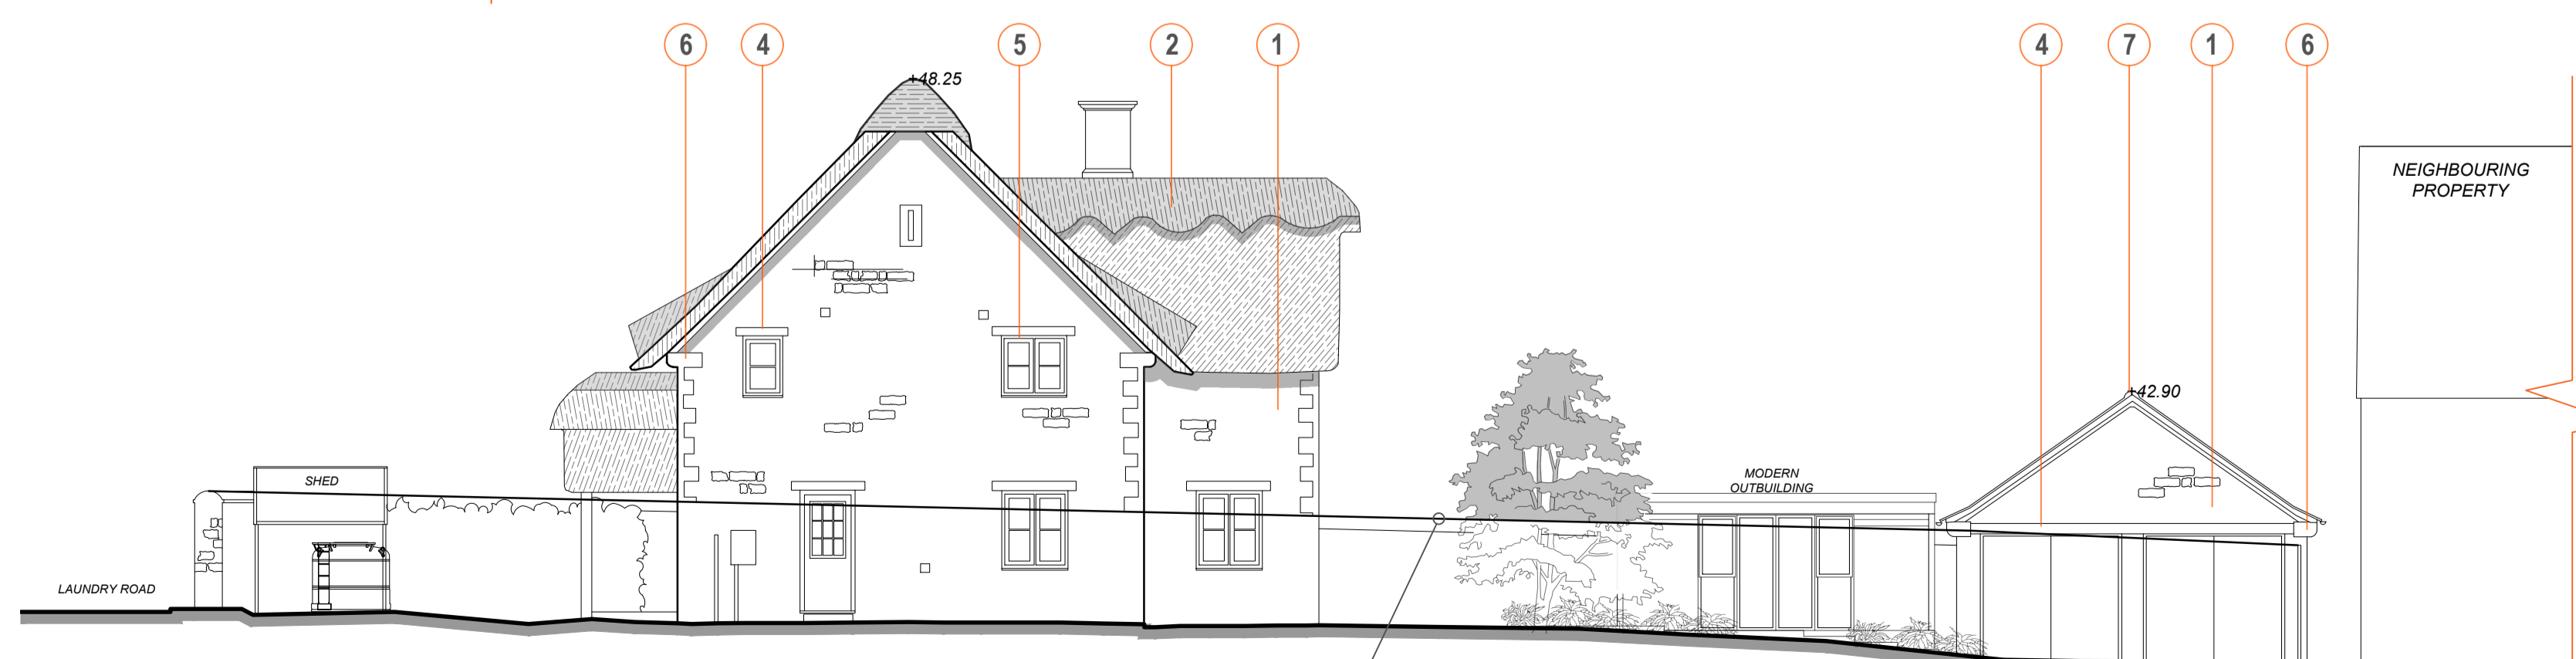 6
4
5
2
1
4
7
1
6
+48.25
NEIGHBOURING
PROPERTY
+42.90
SHED
MODERN
OUTBUILDING
LAUNDRY ROAD